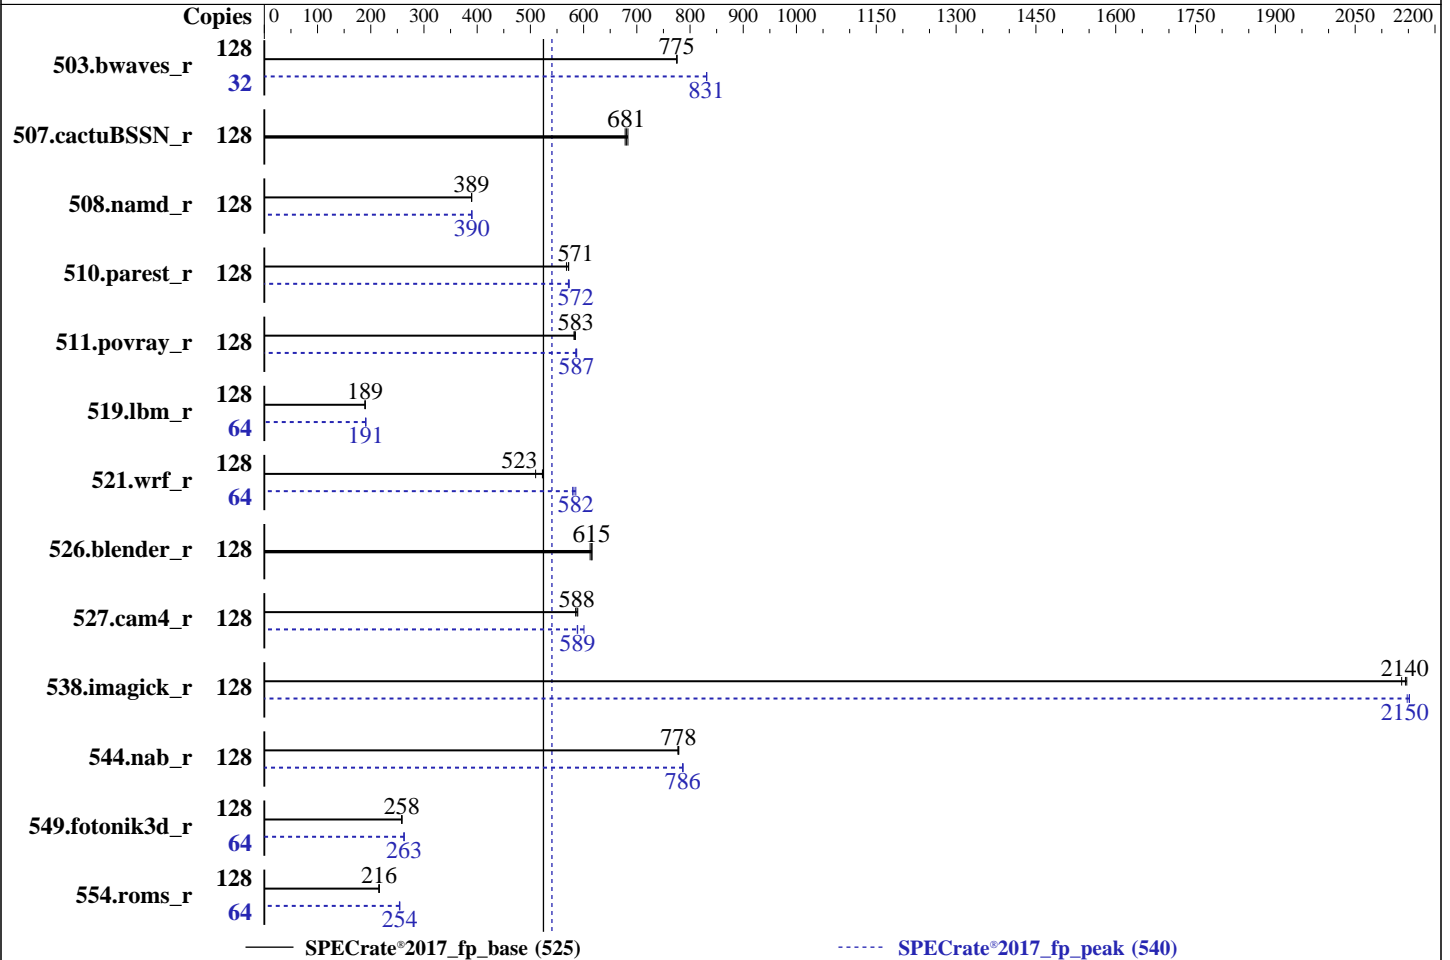 Copies 0 100 200 300 400 500 600 700 800 900 1000 1150 1300 1450 1600 1750 1900 2050 2200
503.bwaves_r 128 775
32 831
507.cactuBSSN_r 128 681
508.namd_r 128 389
390
510.parest_r 128 571
572
511.povray_r 128 583
587
519.lbm_r 128 189
64 191
521.wrf_r 128 523
64 582
526.blender_r 128 615
527.cam4_r 128 588
589
538.imagick_r 128 2140
2150
544.nab_r 128 778
786
549.fotonik3d_r 128 258
64 263
554.roms_r 128 216
64 254
SPECrate®2017_fp_base (525) SPECrate®2017_fp_peak (540)